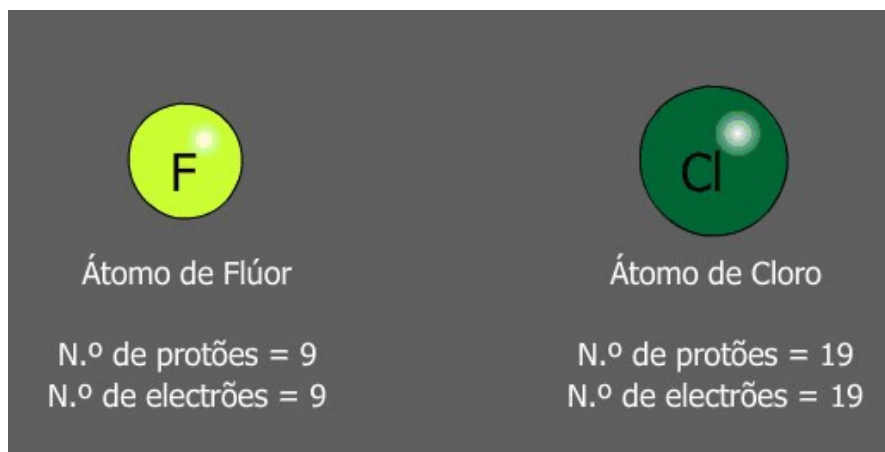 F
Cl
Átomo de Flúor
Átomo de Cloro
N.º de protões = 9
N.º de electrões = 9
N.º de protões = 19
N.º de electrões = 19